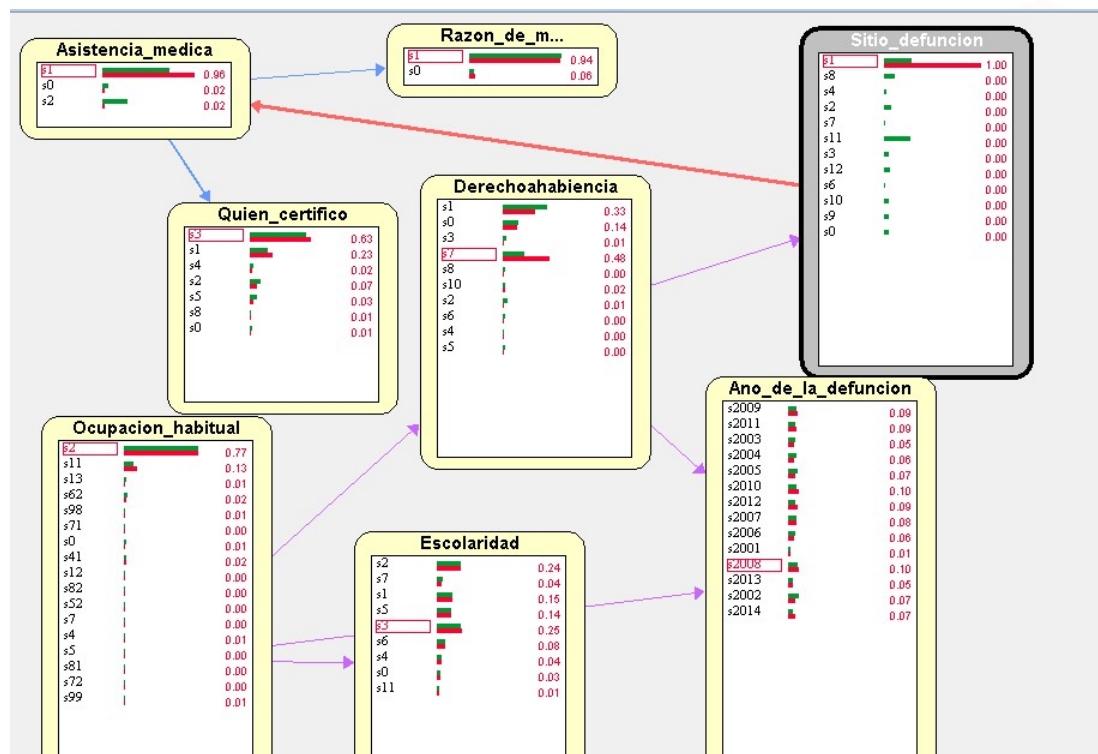 Asistencia_medica
s1 0.96
s0 0.02
s2 0.02
Razon_de_m...
s1 0.94
s0 0.06
Sitio_defuncion
s1 1.00
s8 0.00
s4 0.00
s2 0.00
s7 0.00
s11 0.00
s3 0.00
s12 0.00
s6 0.00
s10 0.00
s9 0.00
s0 0.00
Quien_certifico
s3 0.63
s1 0.23
s4 0.02
s2 0.07
s5 0.03
s8 0.01
s0 0.01
Derechoahabiencia
s1 0.33
s0 0.14
s3 0.01
s7 0.48
s8 0.00
s10 0.02
s2 0.01
s6 0.00
s4 0.00
s5 0.00
Ano_de_la_defuncion
s2009 0.09
s2011 0.09
s2003 0.05
s2004 0.06
s2005 0.07
s2010 0.10
s2012 0.09
s2007 0.08
s2006 0.06
s2001 0.01
s2008 0.10
s2013 0.05
s2002 0.07
s2014 0.07
Ocupacion_habitual
s2 0.77
s11 0.13
s13 0.01
s62 0.02
s98 0.01
s71 0.00
s0 0.01
s41 0.02
s12 0.00
s82 0.00
s52 0.00
s7 0.00
s4 0.01
s5 0.00
s81 0.00
s72 0.00
s99 0.01
Escolaridad
s2 0.24
s7 0.04
s1 0.15
s5 0.14
s3 0.25
s6 0.08
s4 0.04
s0 0.03
s11 0.01